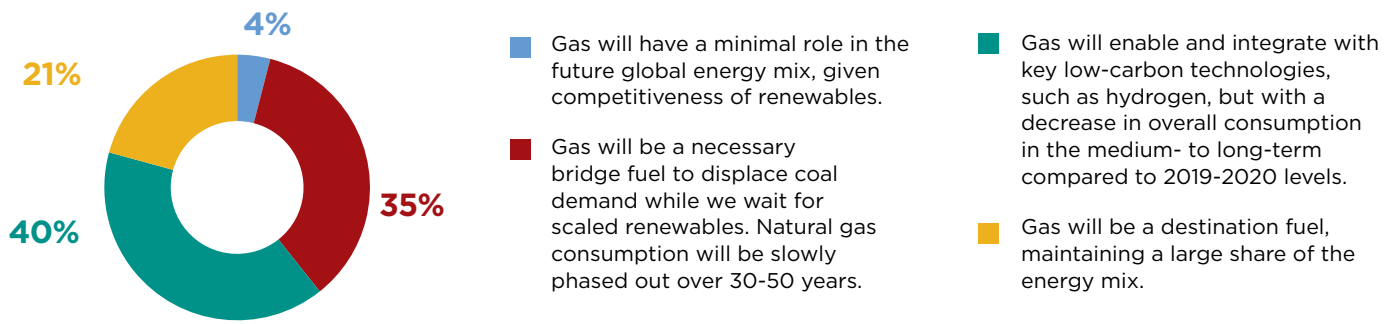 4%
21%
35%
40%
Gas will have a minimal role in the
future global energy mix, given
competitiveness of renewables.
Gas will be a necessary
bridge fuel to displace coal
demand while we wait for
scaled renewables. Natural gas
consumption will be slowly
phased out over 30-50 years.
Gas will enable and integrate with
key low-carbon technologies,
such as hydrogen, but with a
decrease in overall consumption
in the medium- to long-term
compared to 2019-2020 levels.
Gas will be a destination fuel,
maintaining a large share of the
energy mix.